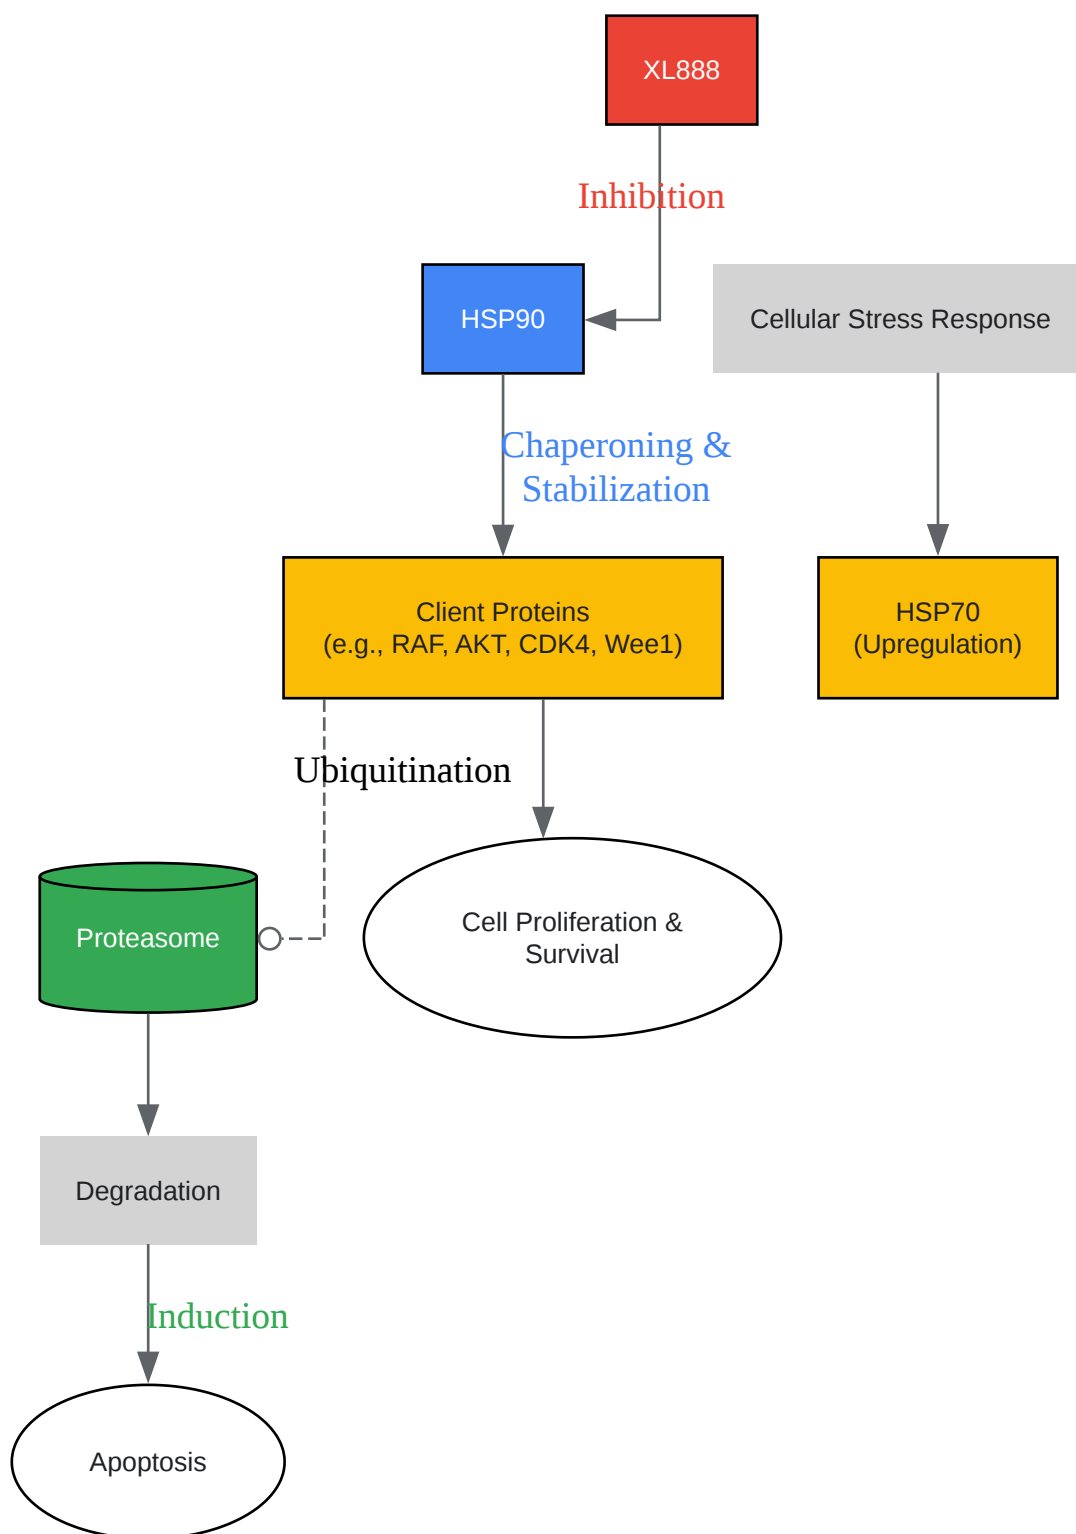 XL888
Inhibition
HSP90
Cellular Stress Response
Chaperoning &
Stabilization
Client Proteins
(e.g., RAF, AKT, CDK4, Wee1)
HSP70
(Upregulation)
Ubiquitination
Proteasome
Cell Proliferation &
Survival
Degradation
Induction
Apoptosis